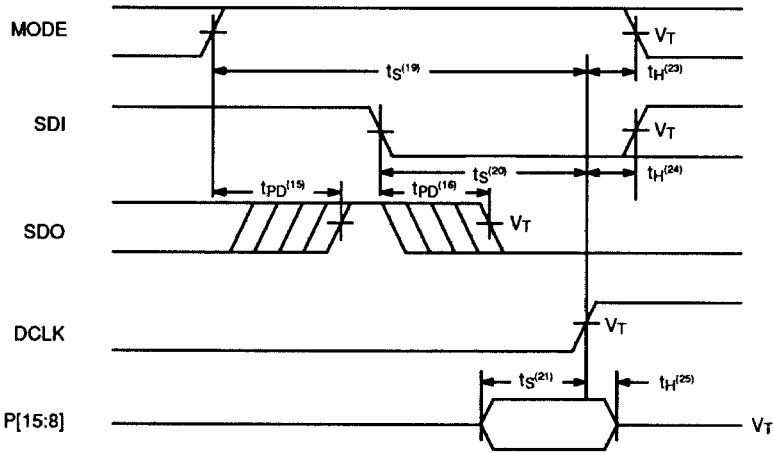 MODE
VT
tS(19)
tH(23)
SDI
VT
tS(20)
tH(24)
tPD(15)
tPD(16)
SDO
VT
DCLK
VT
tS(21)
tH(25)
P[15:8]
VT